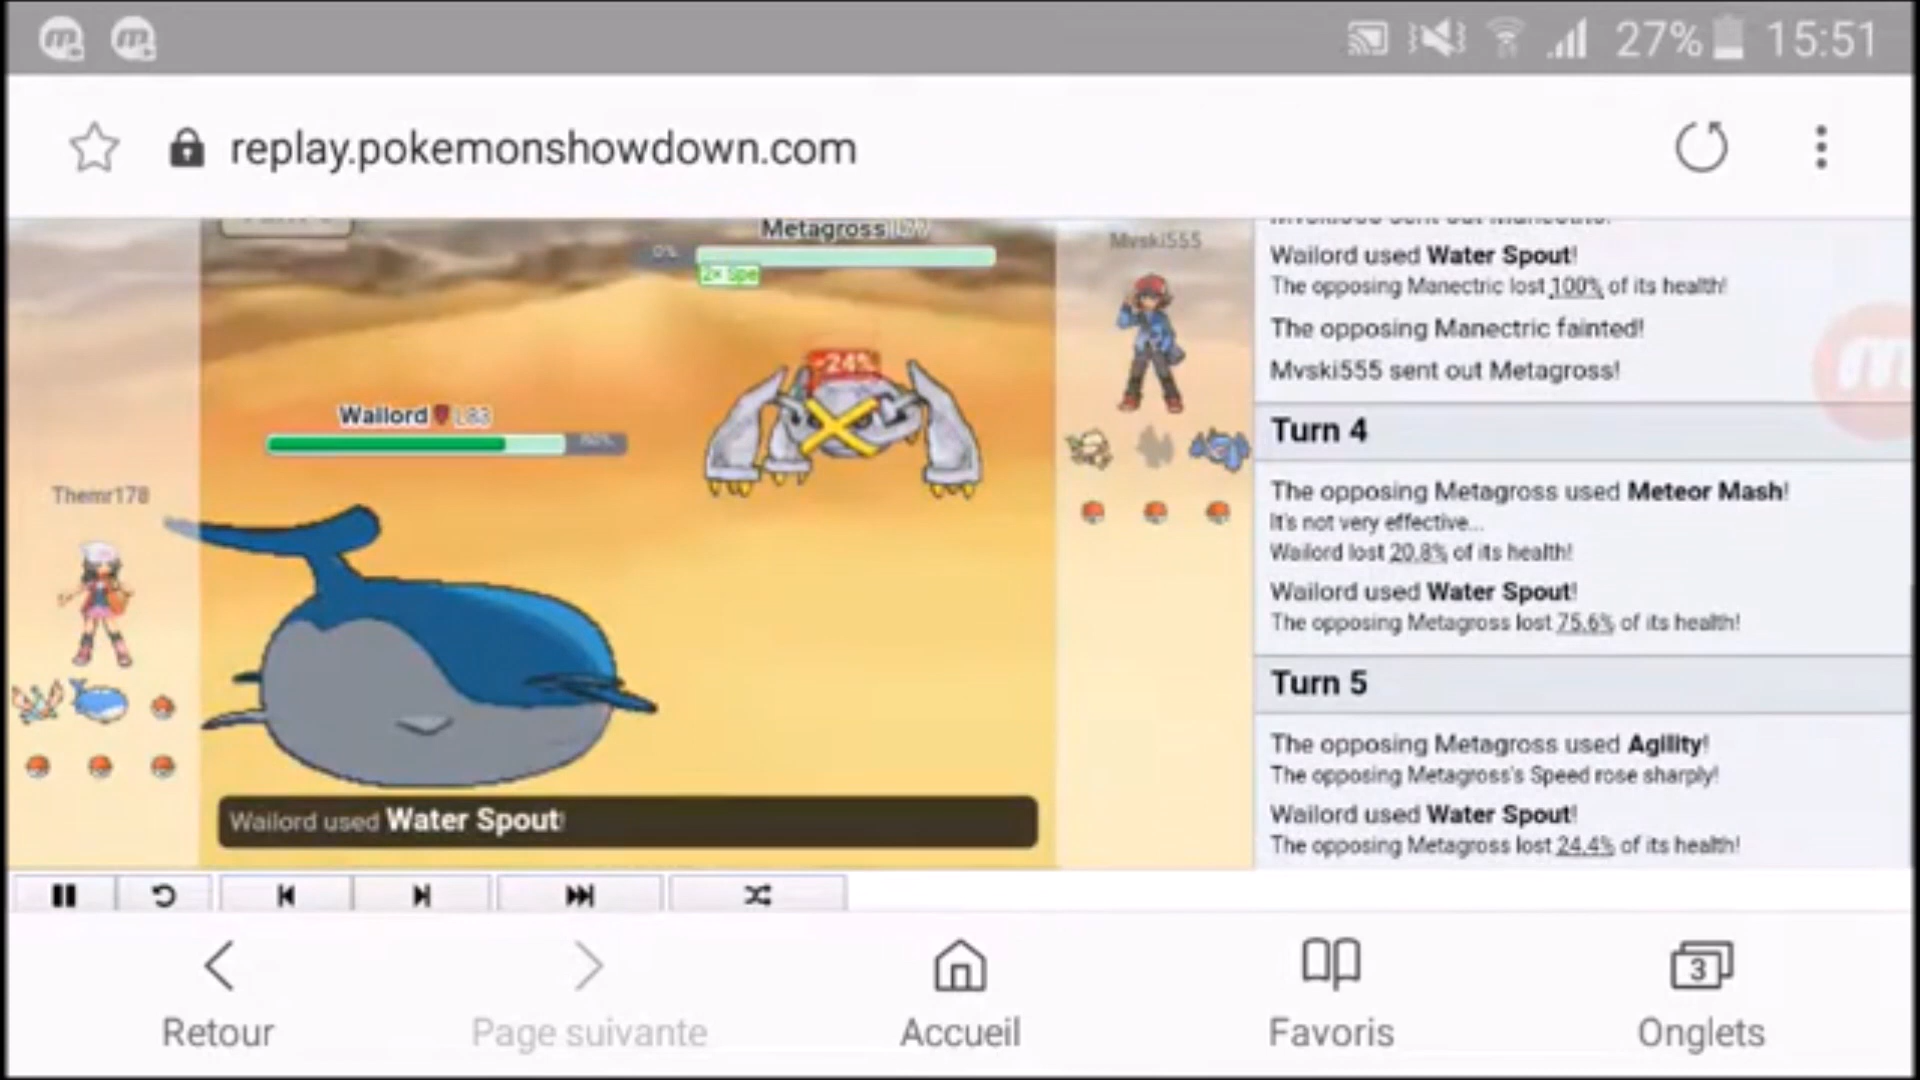 27% 15:51
replay.pokemonshowdown.com
Metagross L77
0%
2× Spe
Mvski555
-24%
Wailord L83
Themr178
Wailord used Water Spout!
Wailord used Water Spout!
The opposing Manectric lost 100% of its health!
The opposing Manectric fainted!
Mvski555 sent out Metagross!
Turn 4
The opposing Metagross used Meteor Mash!
It's not very effective...
Wailord lost 20.8% of its health!
Wailord used Water Spout!
The opposing Metagross lost 75.6% of its health!
Turn 5
The opposing Metagross used Agility!
The opposing Metagross's Speed rose sharply!
Wailord used Water Spout!
The opposing Metagross lost 24.4% of its health!
Retour
Page suivante
Accueil
Favoris
3
Onglets